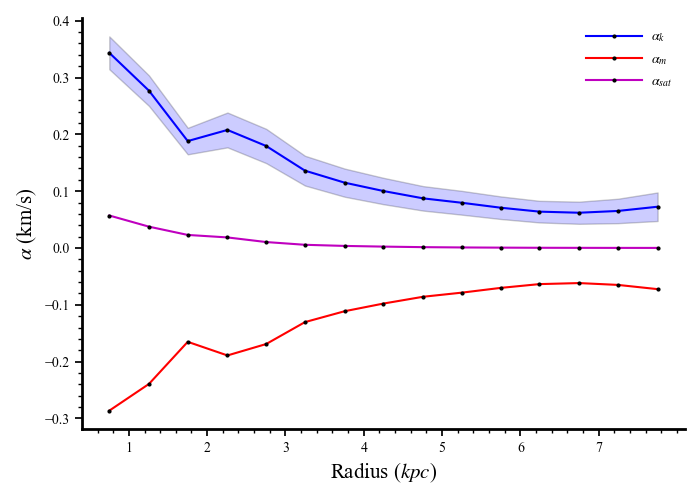 0.4
0.3
0.2
0.1
0.0
−0.1
−0.2
−0.3
α (km/s)
α_k
α_m
α_sat
1 2 3 4 5 6 7
Radius (kpc)